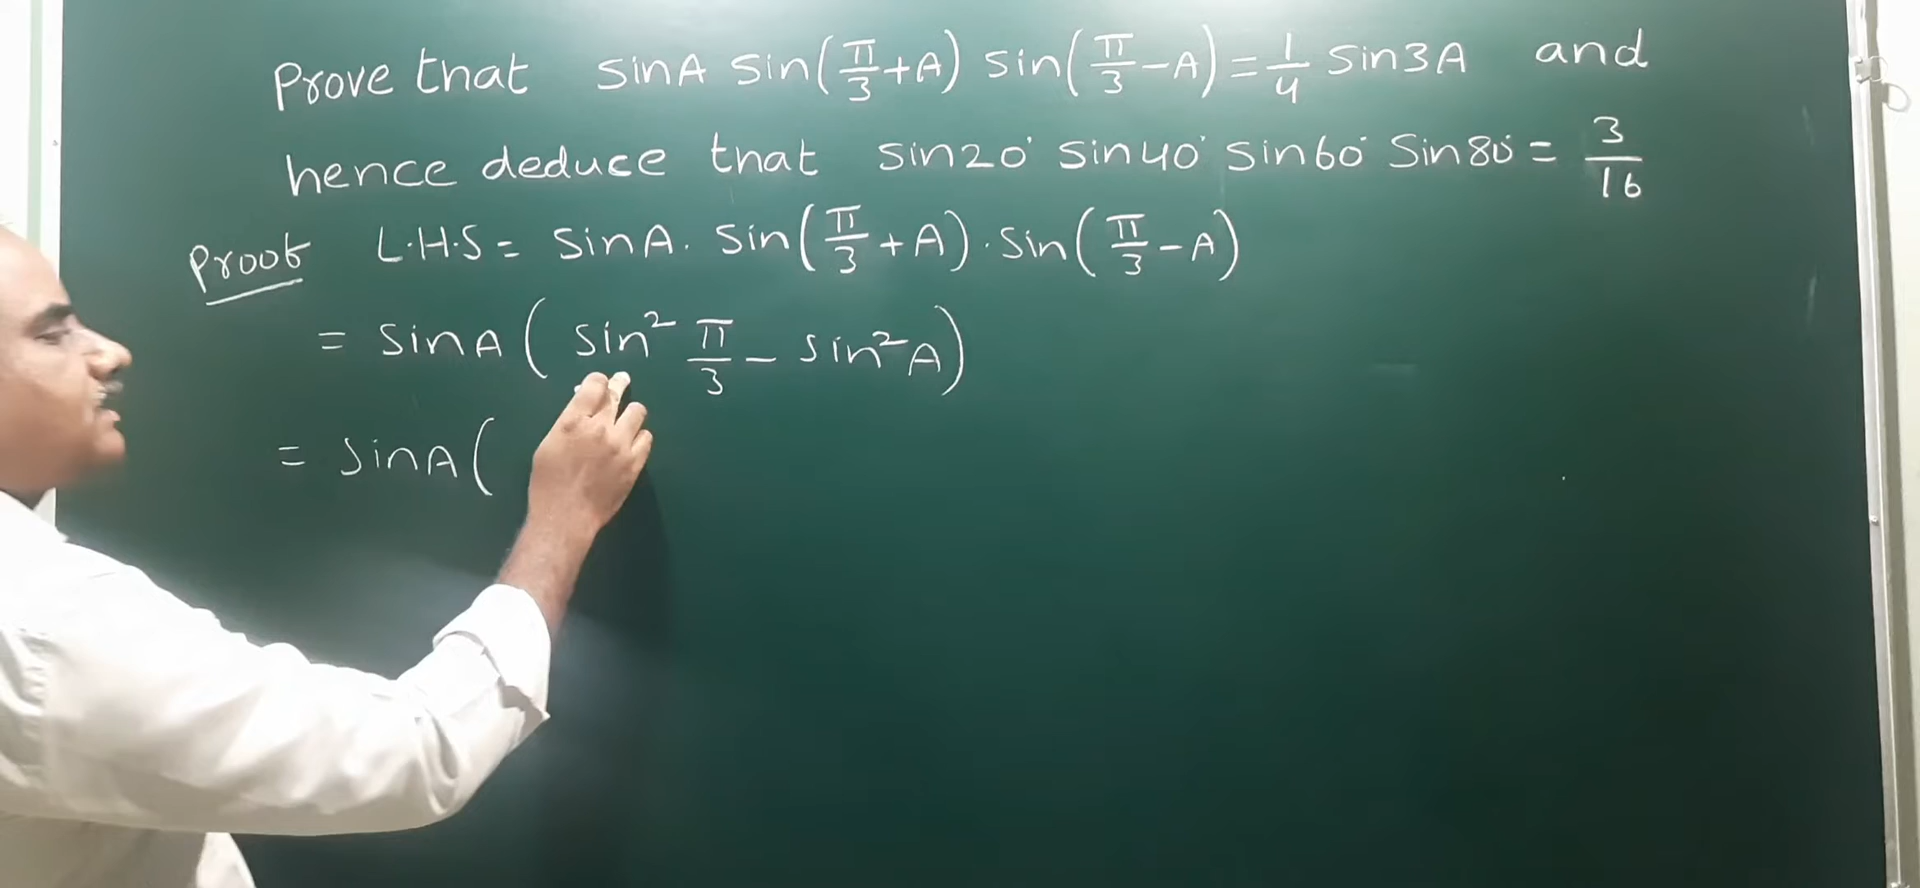 Prove that sinA sin(π/3+A) sin(π/3-A)=1/4 sin3A and
hence deduce that sin20° sin40° sin60° sin80° = 3/16
Proof L.H.S = sinA. sin(π/3+A).sin(π/3-A)
= sinA(sin² π/3 - sin²A)
= sinA(